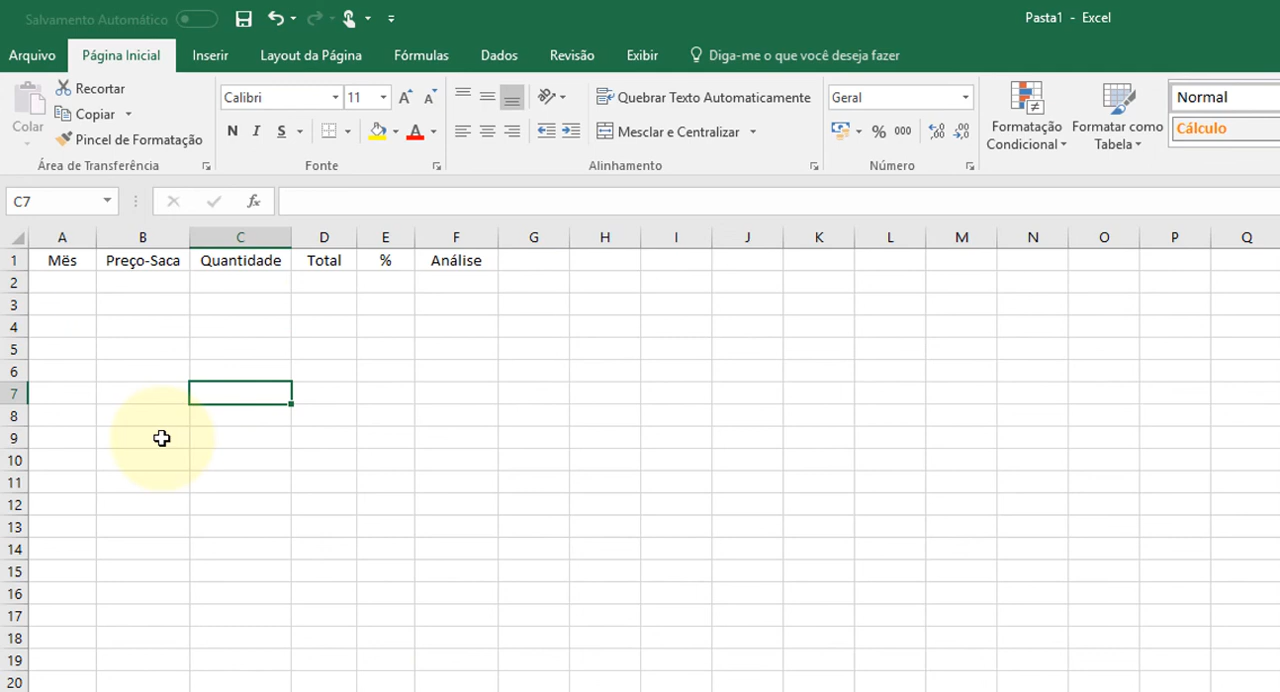 Salvamento Automático
Pasta1 - Excel
Arquivo Página Inicial Inserir Layout da Página Fórmulas Dados Revisão Exibir Diga-me o que você deseja fazer
Colar
Recortar
Copiar
Pincel de Formatação
Área de Transferência
Calibri 11
N I S A
Fonte
Quebrar Texto Automaticamente
Mesclar e Centralizar
Alinhamento
Geral
% 000 ,00 ,00
Número
Formatação Condicional
Formatar como Tabela
Normal
Cálculo
C7 fx
A B C D E F G H I J K L M N O P Q
1 Mës Preço-Saca Quantidade Total % Análise
2
3
4
5
6
7
8
9
10
11
12
13
14
15
16
17
18
19
20